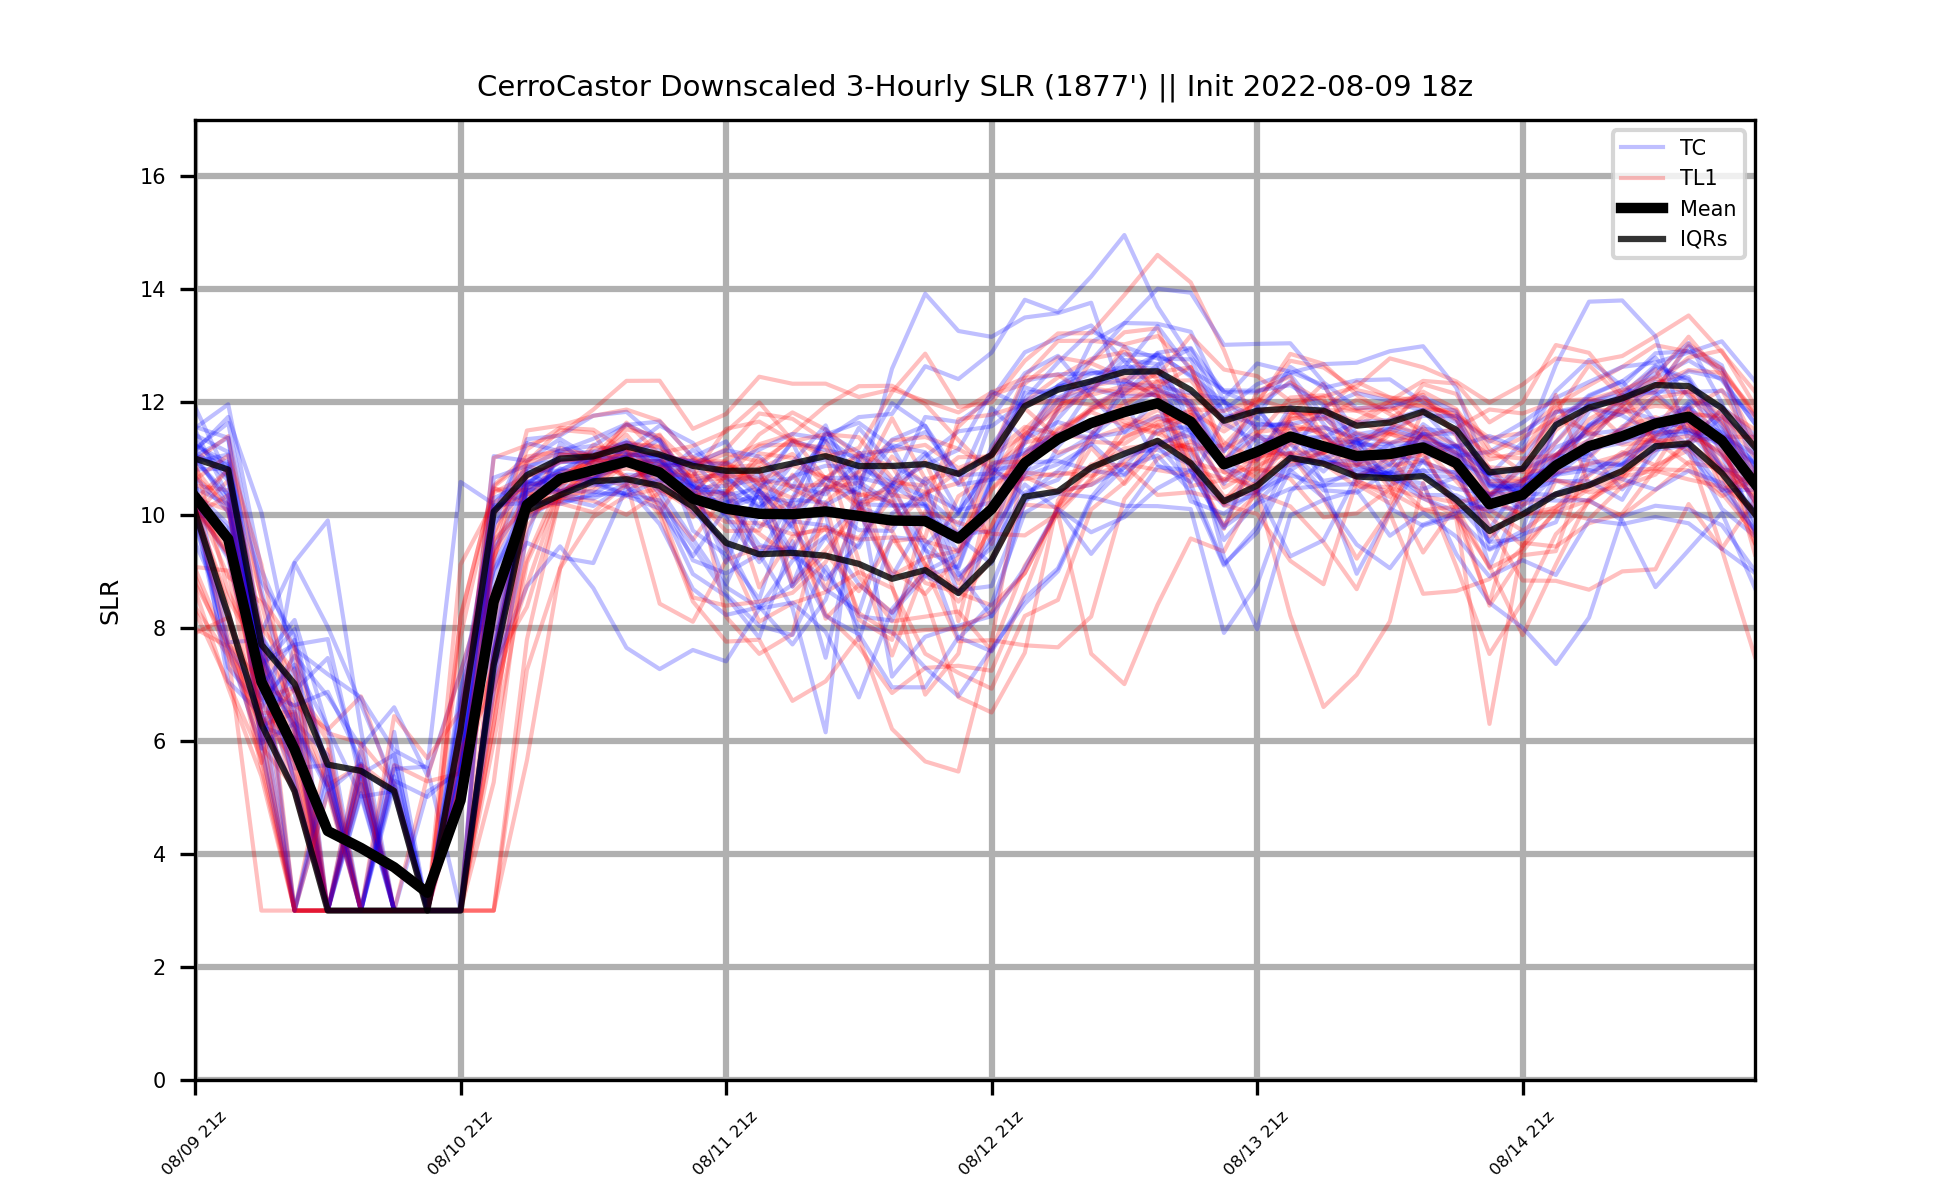 CerroCastor Downscaled 3-Hourly SLR (1877') || Init 2022-08-09 18z
TC
TL1
Mean
IQRs
16
14
12
10
8
6
4
2
0
SLR
08/09 21z
08/10 21z
08/11 21z
08/12 21z
08/13 21z
08/14 21z